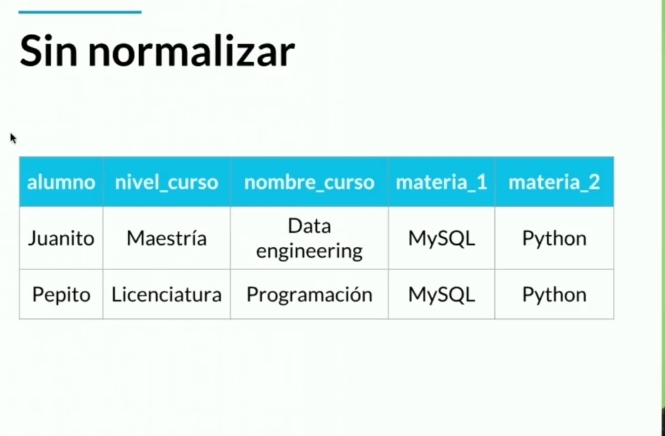 Sin normalizar
alumno nivel_curso nombre_curso materia_1 materia_2
Juanito Maestría Data engineering MySQL Python
Pepito Licenciatura Programación MySQL Python